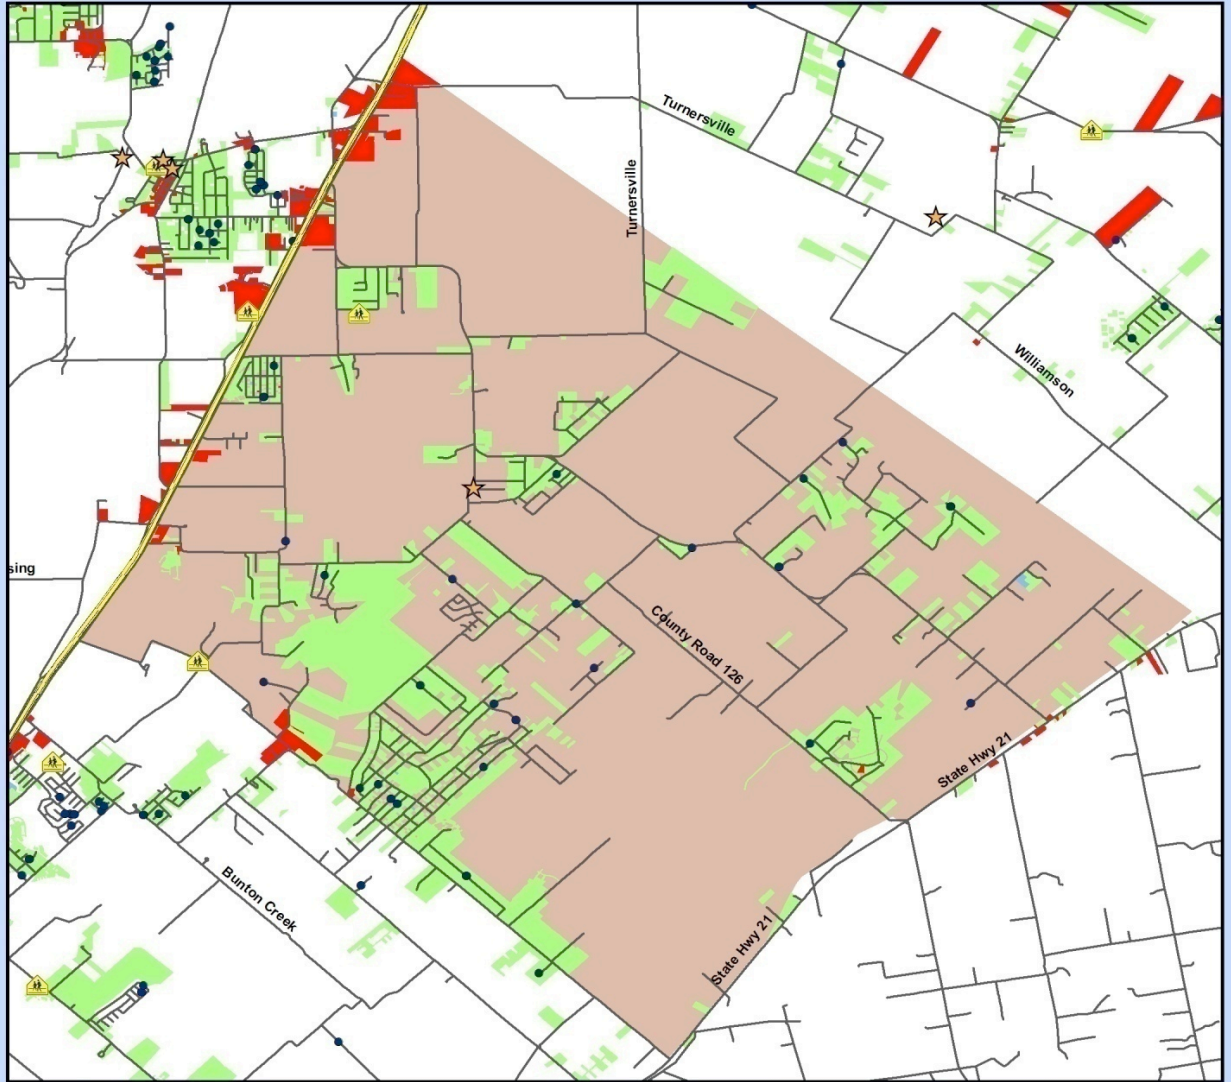 Turnersville
Turnersville
Williamson
sing
County Road 126
State Hwy 21
Bunton Creek
State Hwy 21